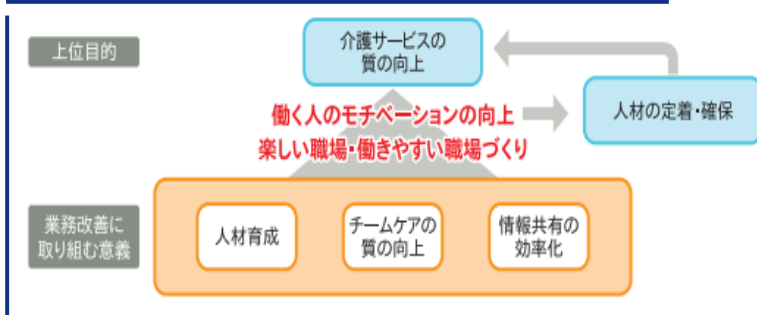 上位目的
介護サービスの
質の向上
働く人のモチベーションの向上
楽しい職場・働きやすい職場づくり
人材の定着・確保
業務改善に
取り組む意義
人材育成
チームケアの
質の向上
情報共有の
効率化